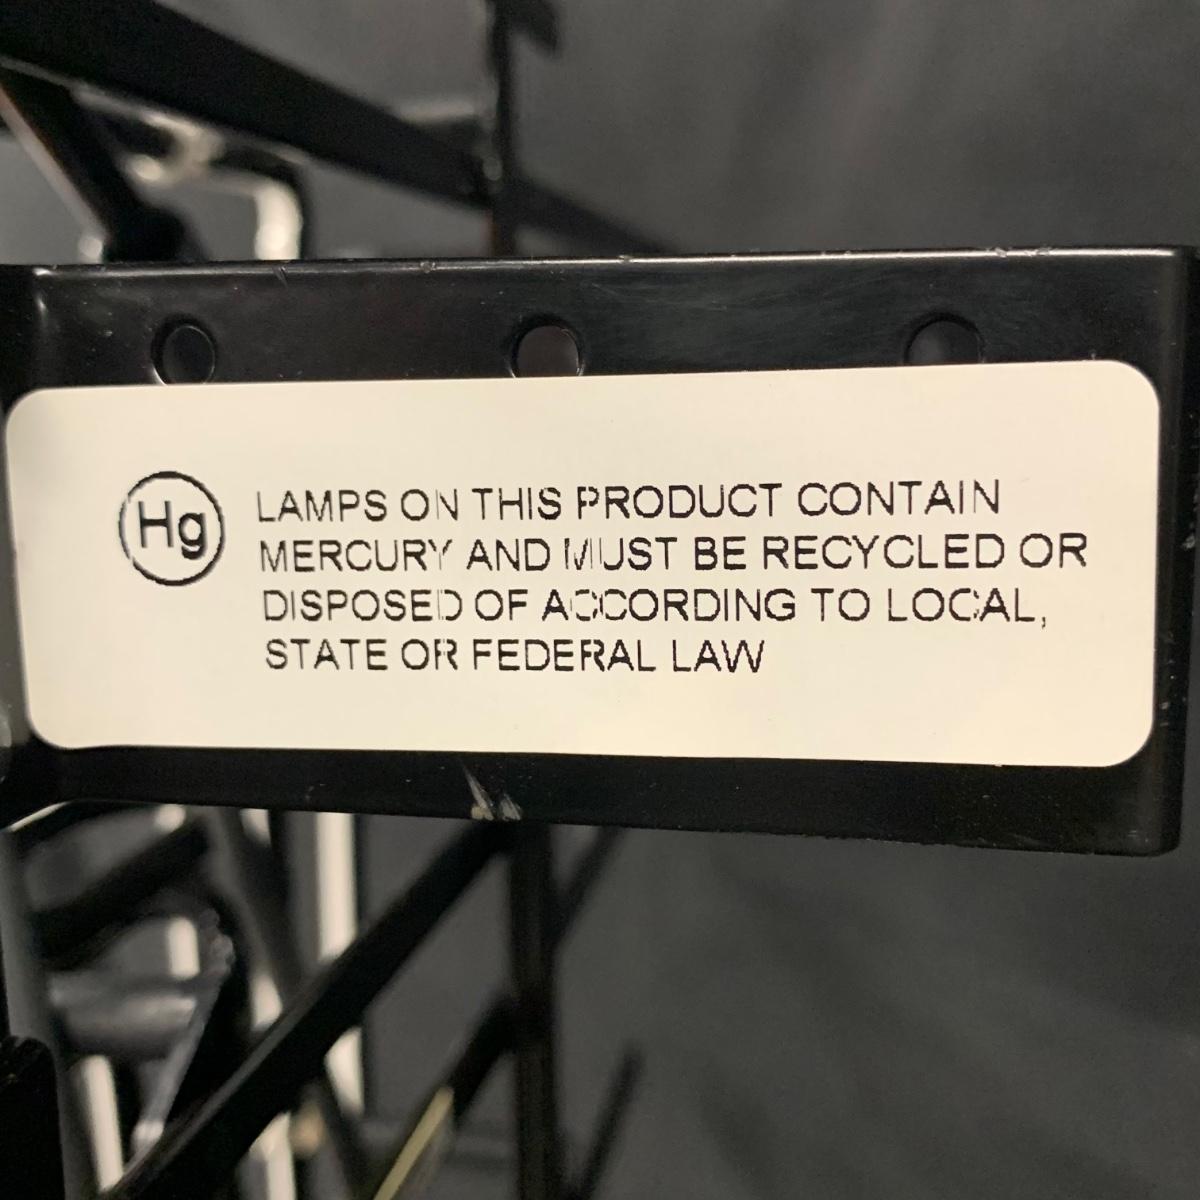 Hg
LAMPS ON THIS PRODUCT CONTAIN
MERCURY AND MUST BE RECYCLED OR
DISPOSED OF ACCORDING TO LOCAL,
STATE OR FEDERAL LAW